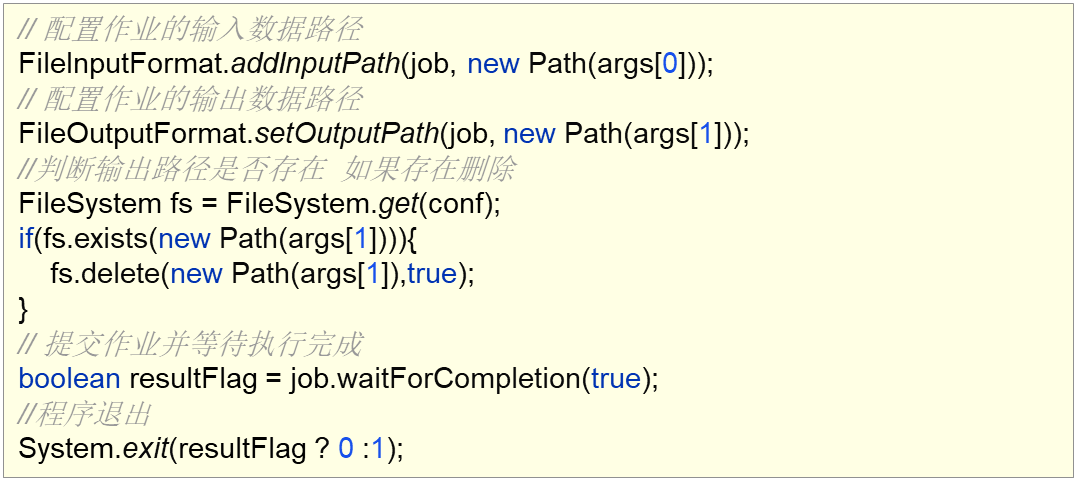 // 配置作业的输入数据路径
FileInputFormat.addInputPath(job, new Path(args[0]));
// 配置作业的输出数据路径
FileOutputFormat.setOutputPath(job, new Path(args[1]));
//判断输出路径是否存在 如果存在删除
FileSystem fs = FileSystem.get(conf);
if(fs.exists(new Path(args[1]))){
    fs.delete(new Path(args[1]),true);
}
// 提交作业并等待执行完成
boolean resultFlag = job.waitForCompletion(true);
//程序退出
System.exit(resultFlag ? 0 :1);